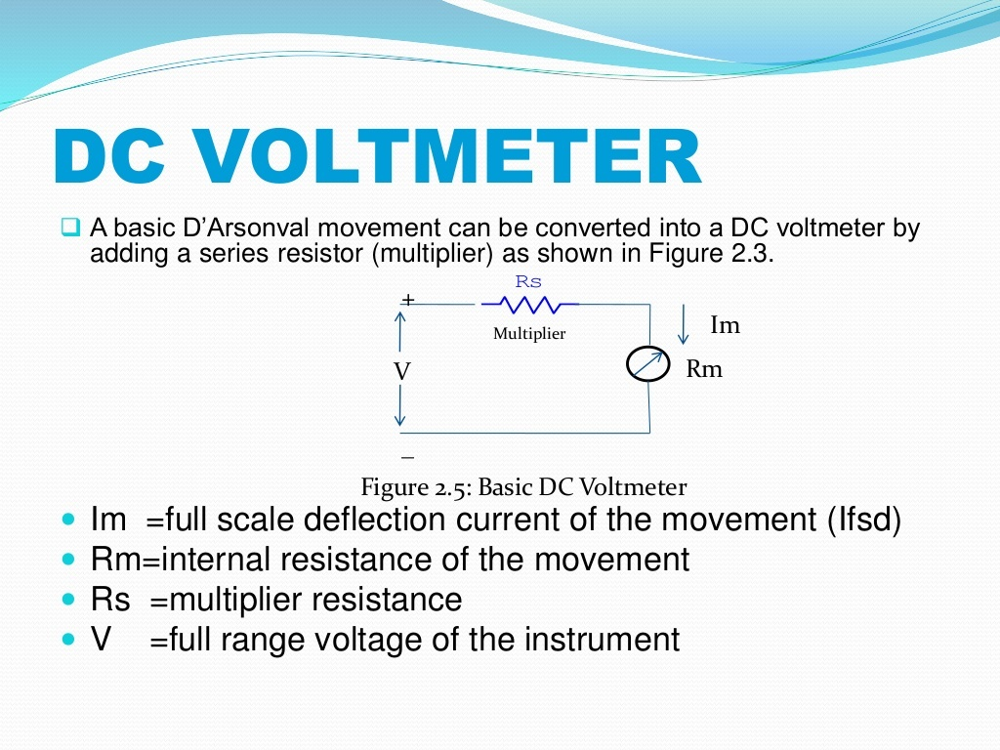 DC VOLTMETER
❑ A basic D’Arsonval movement can be converted into a DC voltmeter by
adding a series resistor (multiplier) as shown in Figure 2.3.
Rs
+
Multiplier
Im
V
Rm
_
Figure 2.5: Basic DC Voltmeter
• Im =full scale deflection current of the movement (Ifsd)
• Rm=internal resistance of the movement
• Rs =multiplier resistance
• V =full range voltage of the instrument